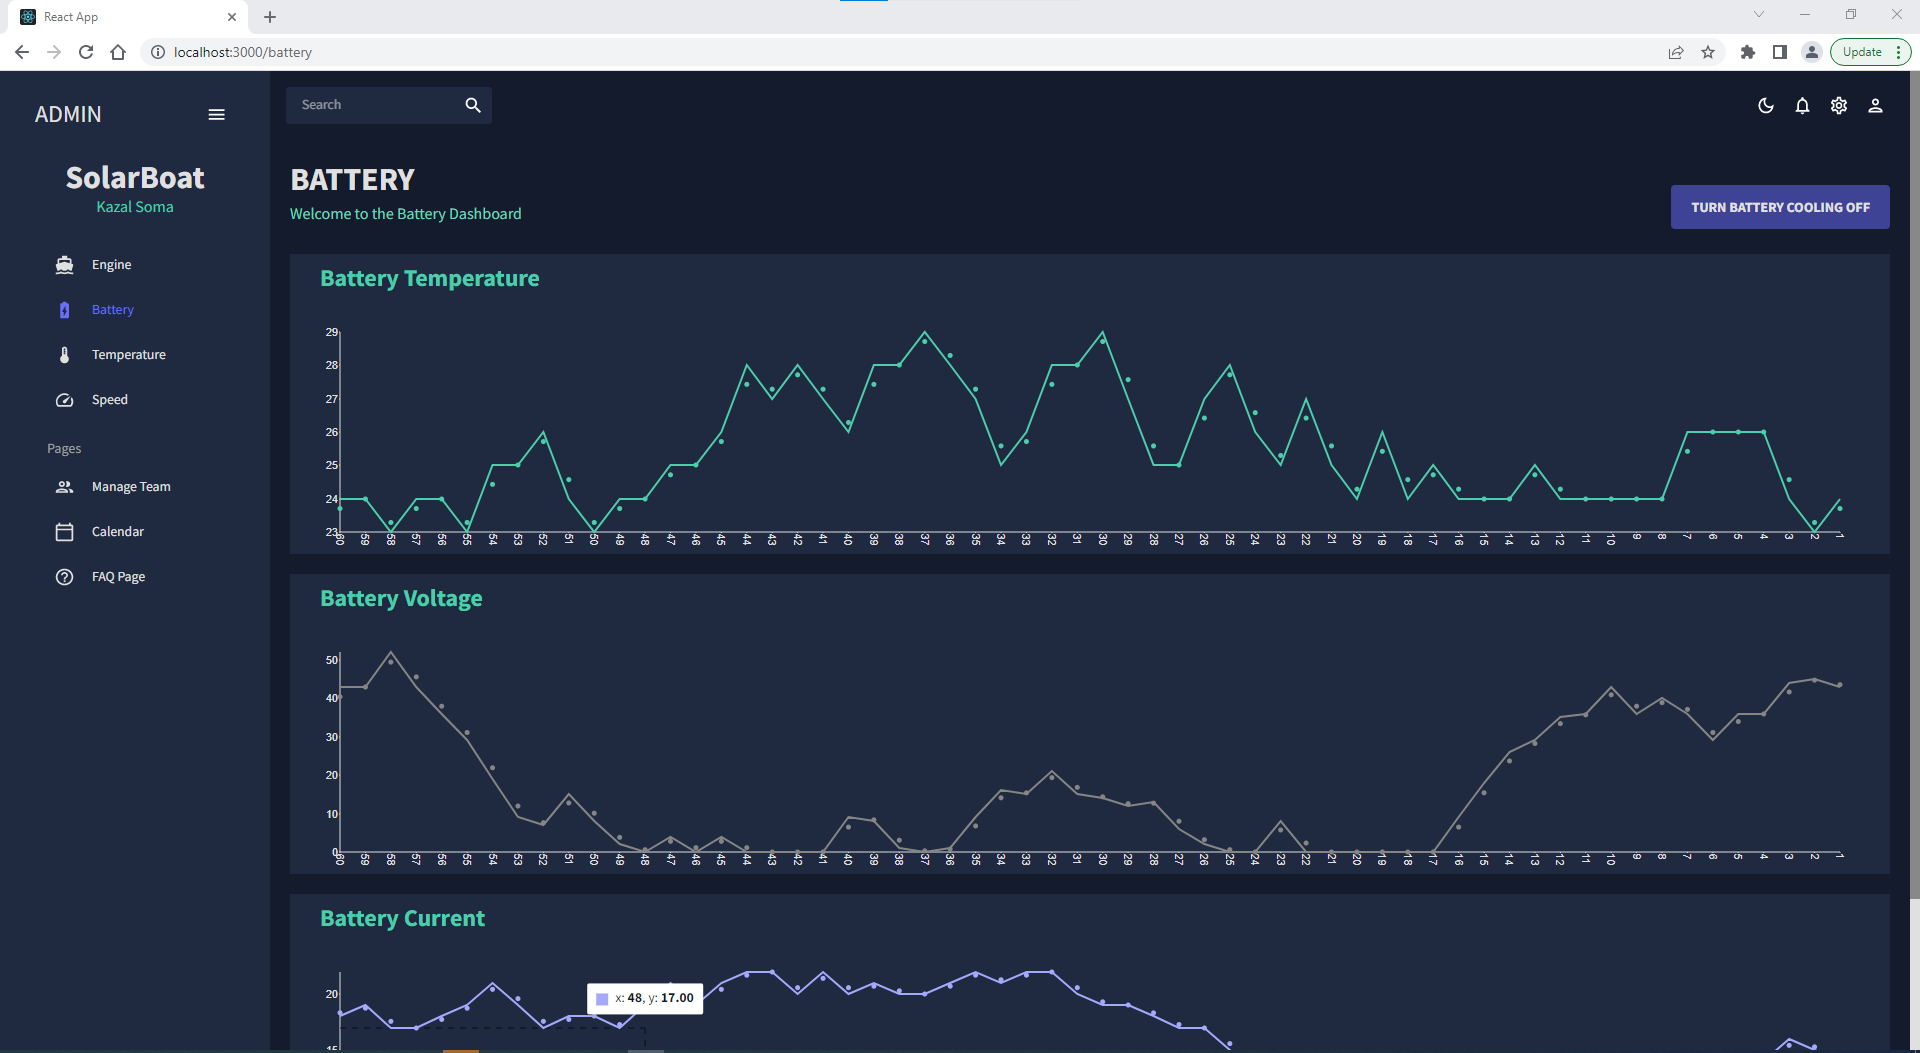 React App
localhost:3000/battery
Update
ADMIN
Search
SolarBoat
Kazal Soma
Engine
Battery
Temperature
Speed
Pages
Manage Team
Calendar
FAQ Page
BATTERY
Welcome to the Battery Dashboard
TURN BATTERY COOLING OFF
Battery Temperature
29
28
27
26
25
24
23
60 59 58 57 56 55 54 53 52 51 50 49 48 47 46 45 44 43 42 41 40 39 38 37 36 35 34 33 32 31 30 29 28 27 26 25 24 23 22 21 20 19 18 17 16 15 14 13 12 11 10 9 8 7 6 5 4 3 2 1
Battery Voltage
50
40
30
20
10
0
60 59 58 57 56 55 54 53 52 51 50 49 48 47 46 45 44 43 42 41 40 39 38 37 36 35 34 33 32 31 30 29 28 27 26 25 24 23 22 21 20 19 18 17 16 15 14 13 12 11 10 9 8 7 6 5 4 3 2 1
Battery Current
20
x: 48, y: 17.00
15